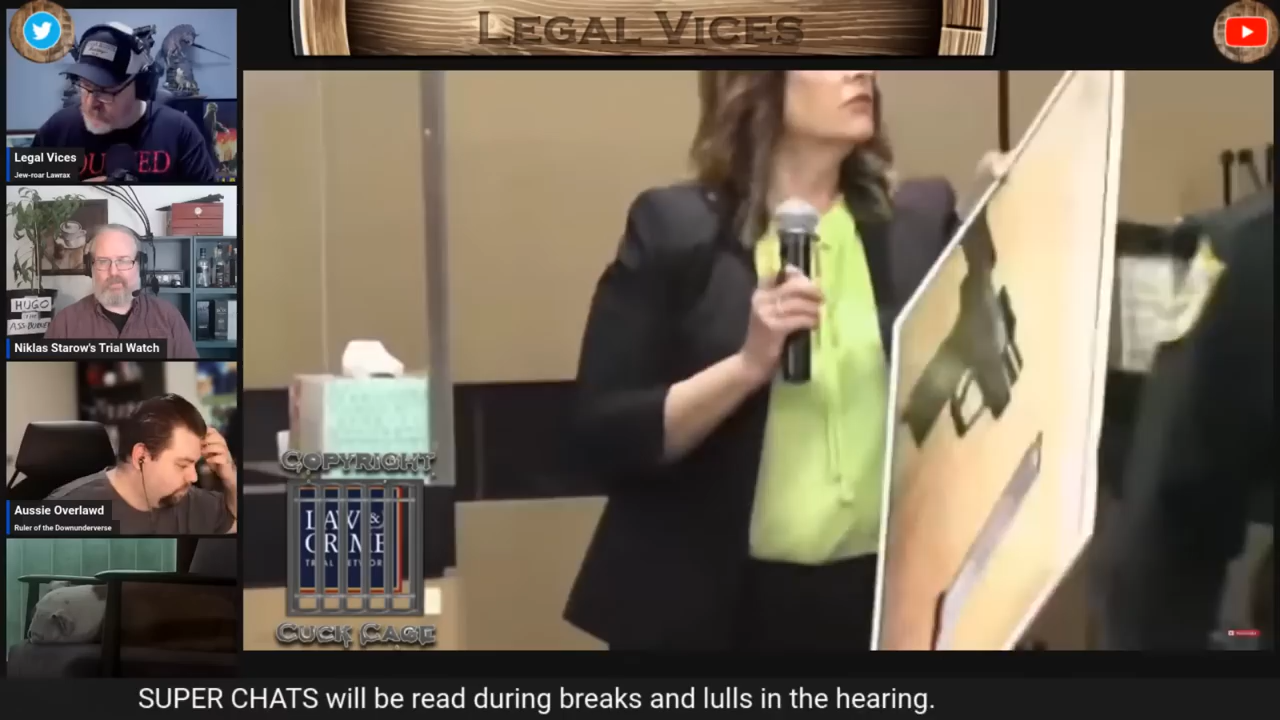 LEGAL VICES
Legal Vices
Jew-roar Lawrax
HUGO
Niklas Starow's Trial Watch
Aussie Overlawd
Ruler of the Downunderverse
COPYRIGHT
LAW &
CRIME
CUCK CAGE
SUPER CHATS will be read during breaks and lulls in the hearing.